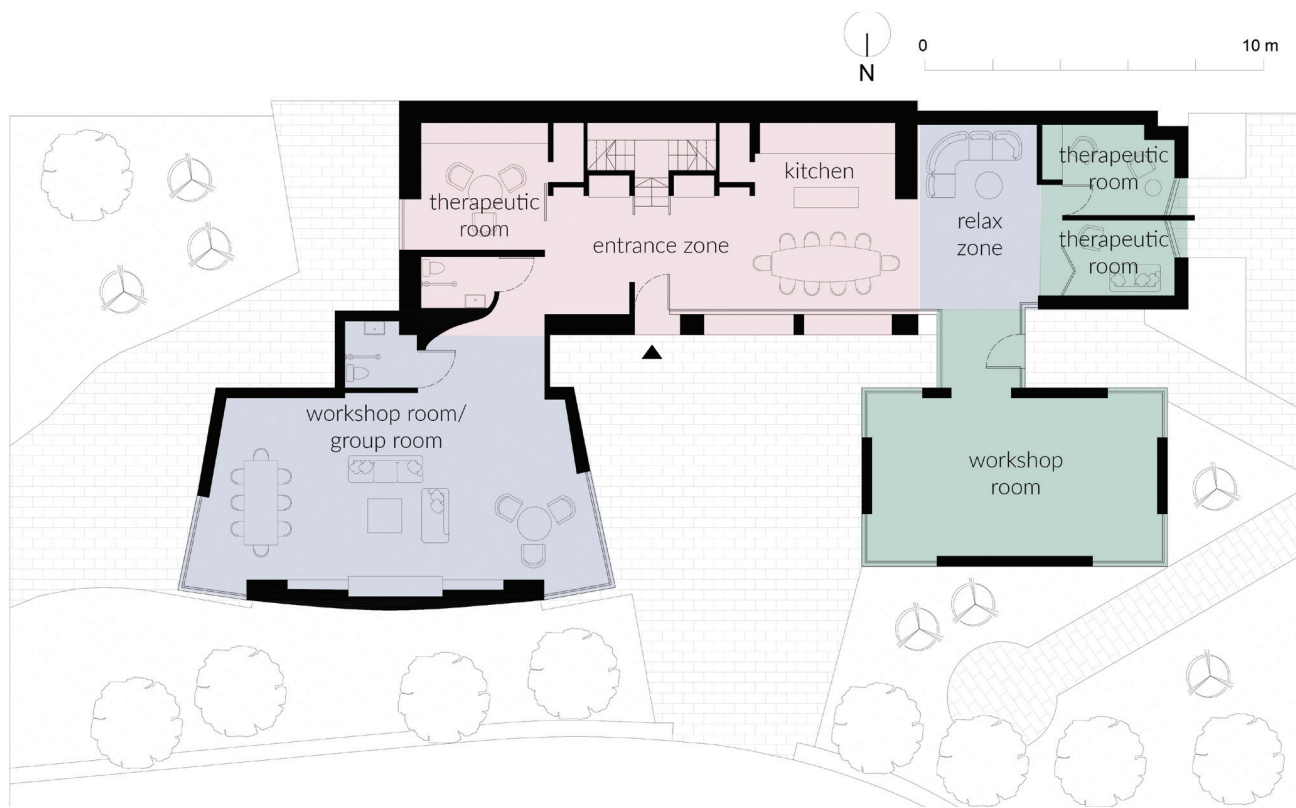 0
10 m
N
therapeutic
room
kitchen
therapeutic
room
entrance zone
relax
zone
therapeutic
room
workshop room/
group room
workshop
room